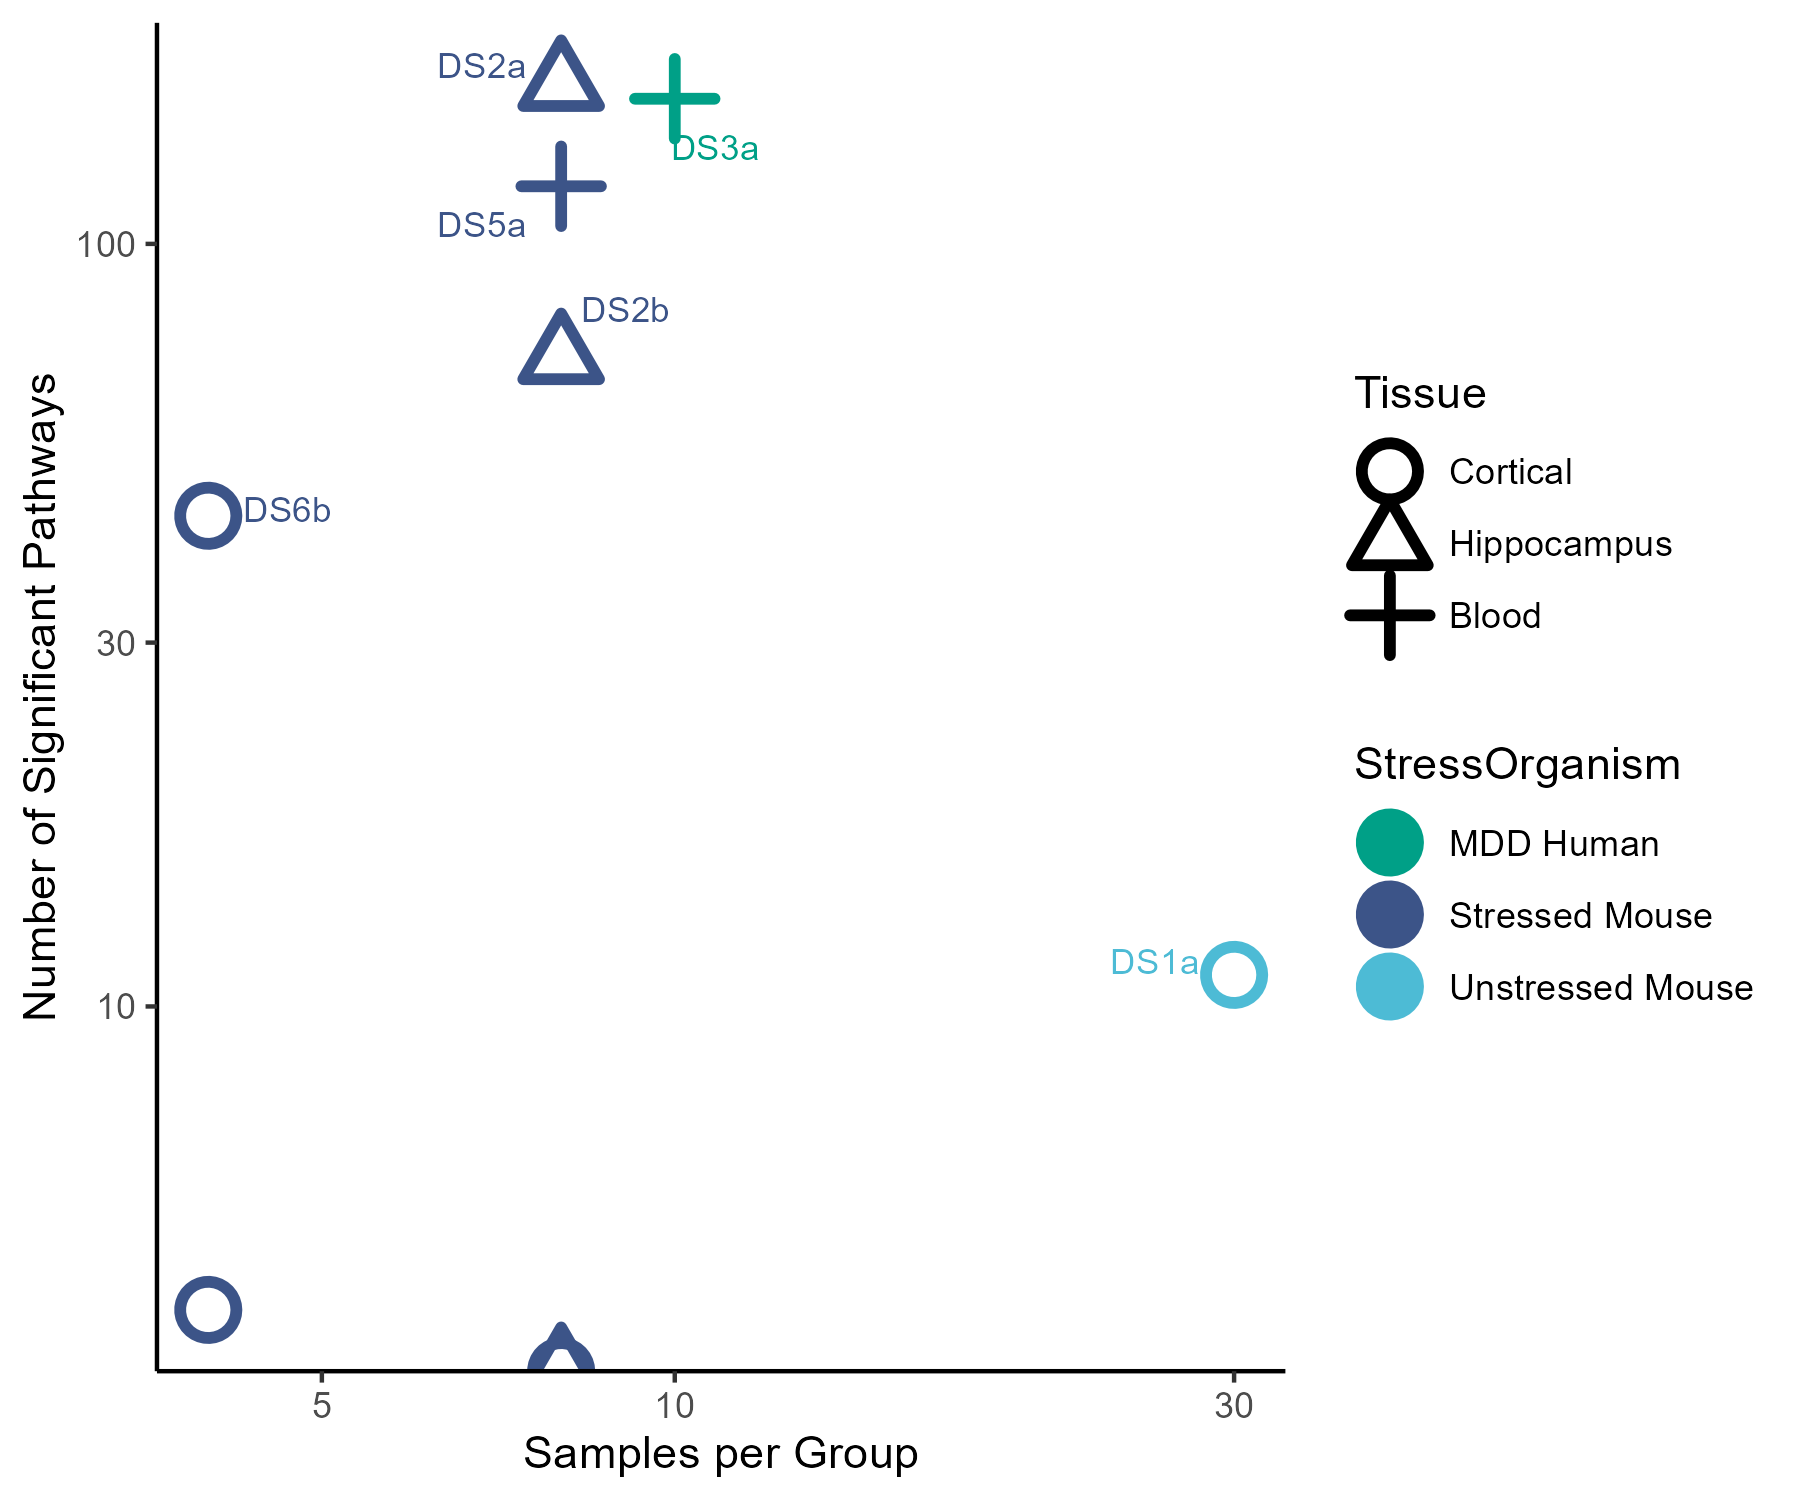 DS2a
DS3a
DS5a
DS2b
DS6b
DS1a
100
30
10
5
10
30
Number of Significant Pathways
Samples per Group
Tissue
Cortical
Hippocampus
Blood
StressOrganism
MDD Human
Stressed Mouse
Unstressed Mouse